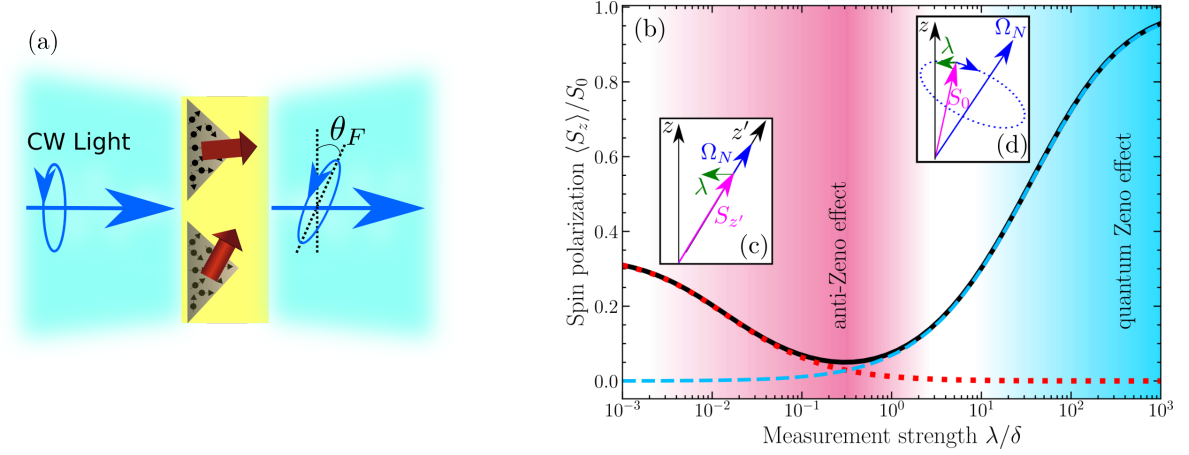 (a)
CW Light
θ_F
(b)
Spin polarization ⟨S_z⟩/S_0
1.0
0.8
0.6
0.4
0.2
0.0
z
z′
Ω_N
λ
S_{z′}
(c)
z
Ω_N
λ
S_0
(d)
anti-Zeno effect
quantum Zeno effect
10^{-3}
10^{-2}
10^{-1}
10^0
10^1
10^2
10^3
Measurement strength λ/δ